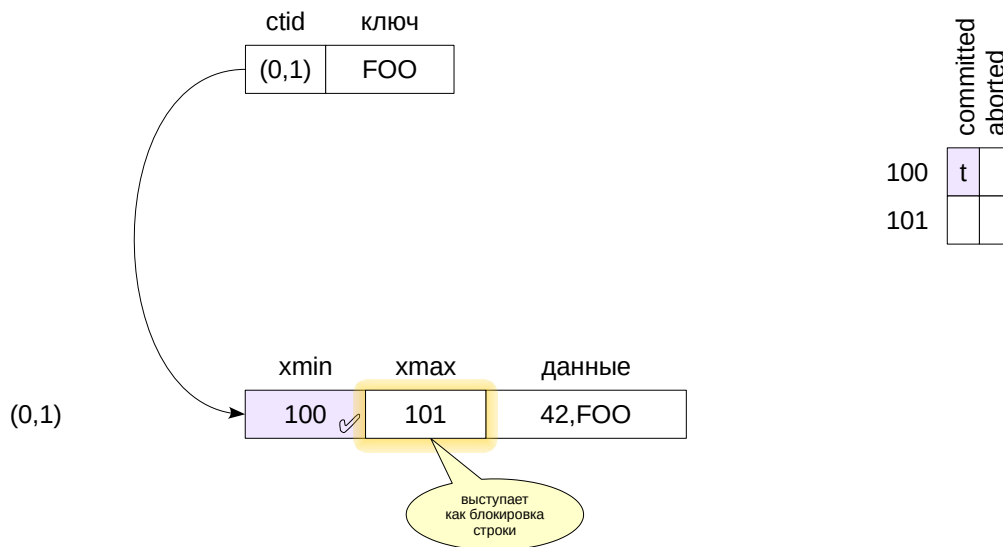 ctid ключ
(0,1) FOO
committed
aborted
100 t
101
xmin xmax данные
(0,1) 100 101 42,FOO
выступает
как блокировка
строки